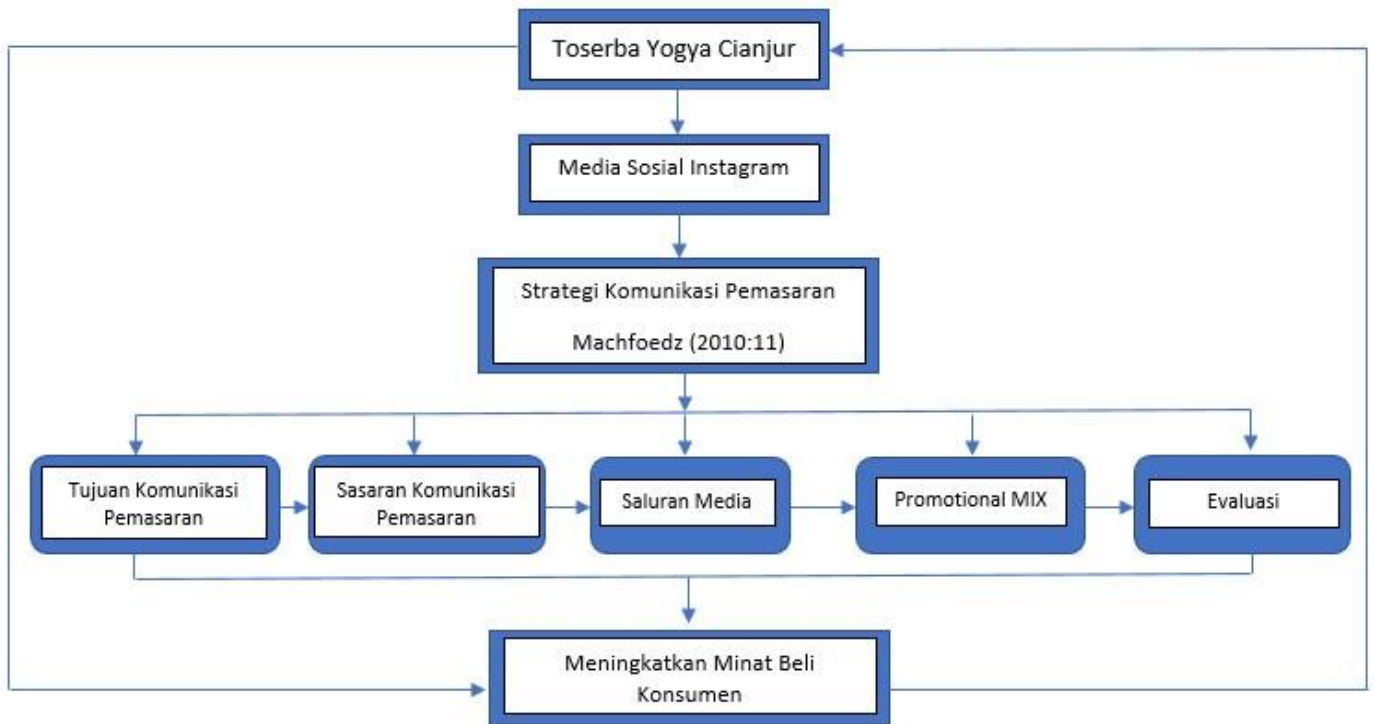 Toserba Yogya Cianjur
Media Sosial Instagram
Strategi Komunikasi Pemasaran
Machfoedz (2010:11)
Tujuan Komunikasi
Pemasaran
Sasaran Komunikasi
Pemasaran
Saluran Media
Promotional MIX
Evaluasi
Meningkatkan Minat Beli
Konsumen